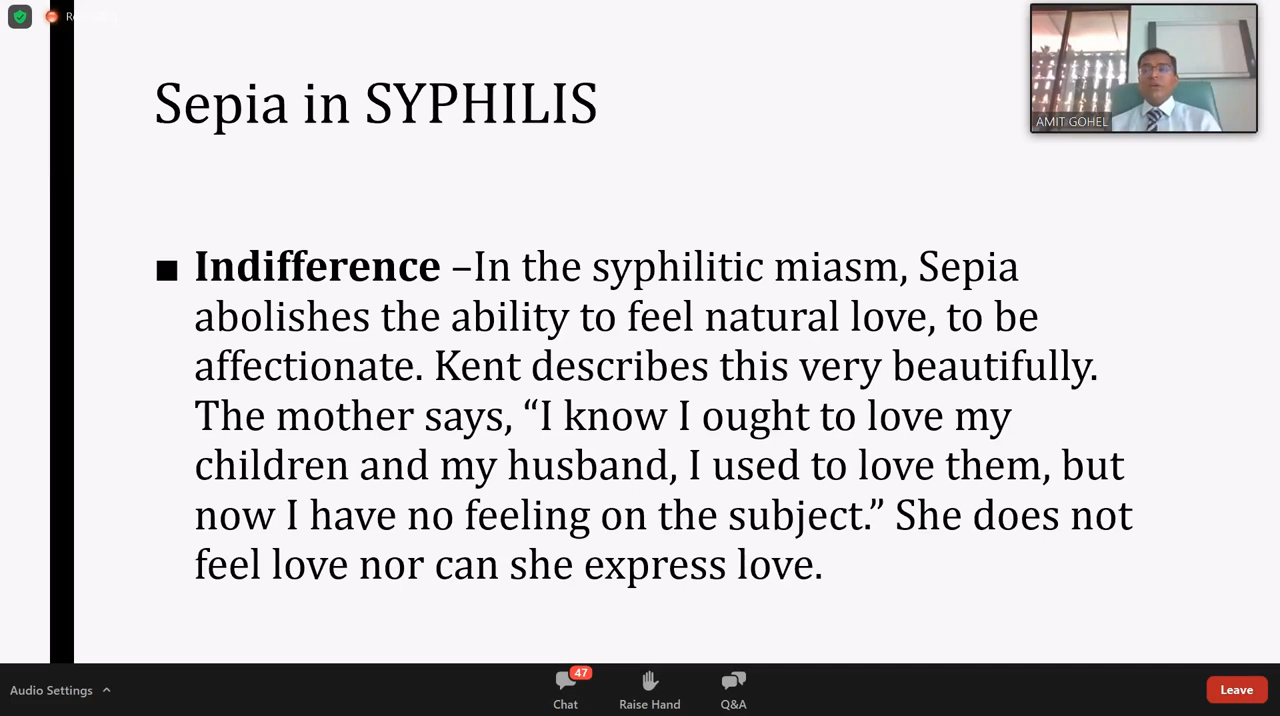 Sepia in SYPHILIS
AMIT GOHEL
■ Indifference –In the syphilitic miasm, Sepia
abolishes the ability to feel natural love, to be
affectionate. Kent describes this very beautifully.
The mother says, “I know I ought to love my
children and my husband, I used to love them, but
now I have no feeling on the subject.” She does not
feel love nor can she express love.
Audio Settings
47
Chat
Raise Hand
Q&A
Leave